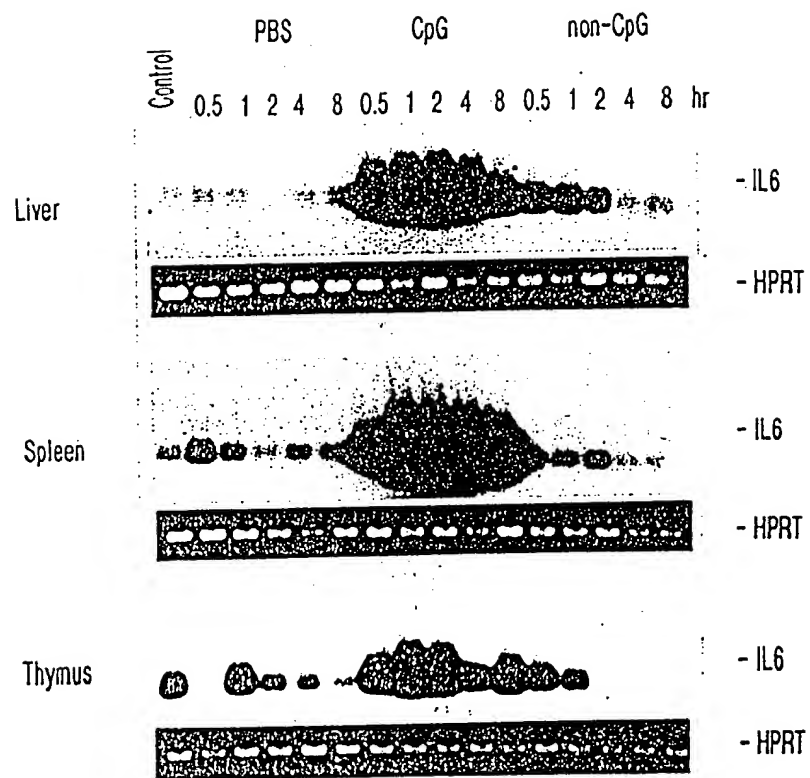 PBS CpG non-CpG
Control 0.5 1 2 4 8 0.5 1 2 4 8 0.5 1 2 4 8 hr
Liver - IL6
- HPRT
Spleen - IL6
- HPRT
Thymus - IL6
- HPRT